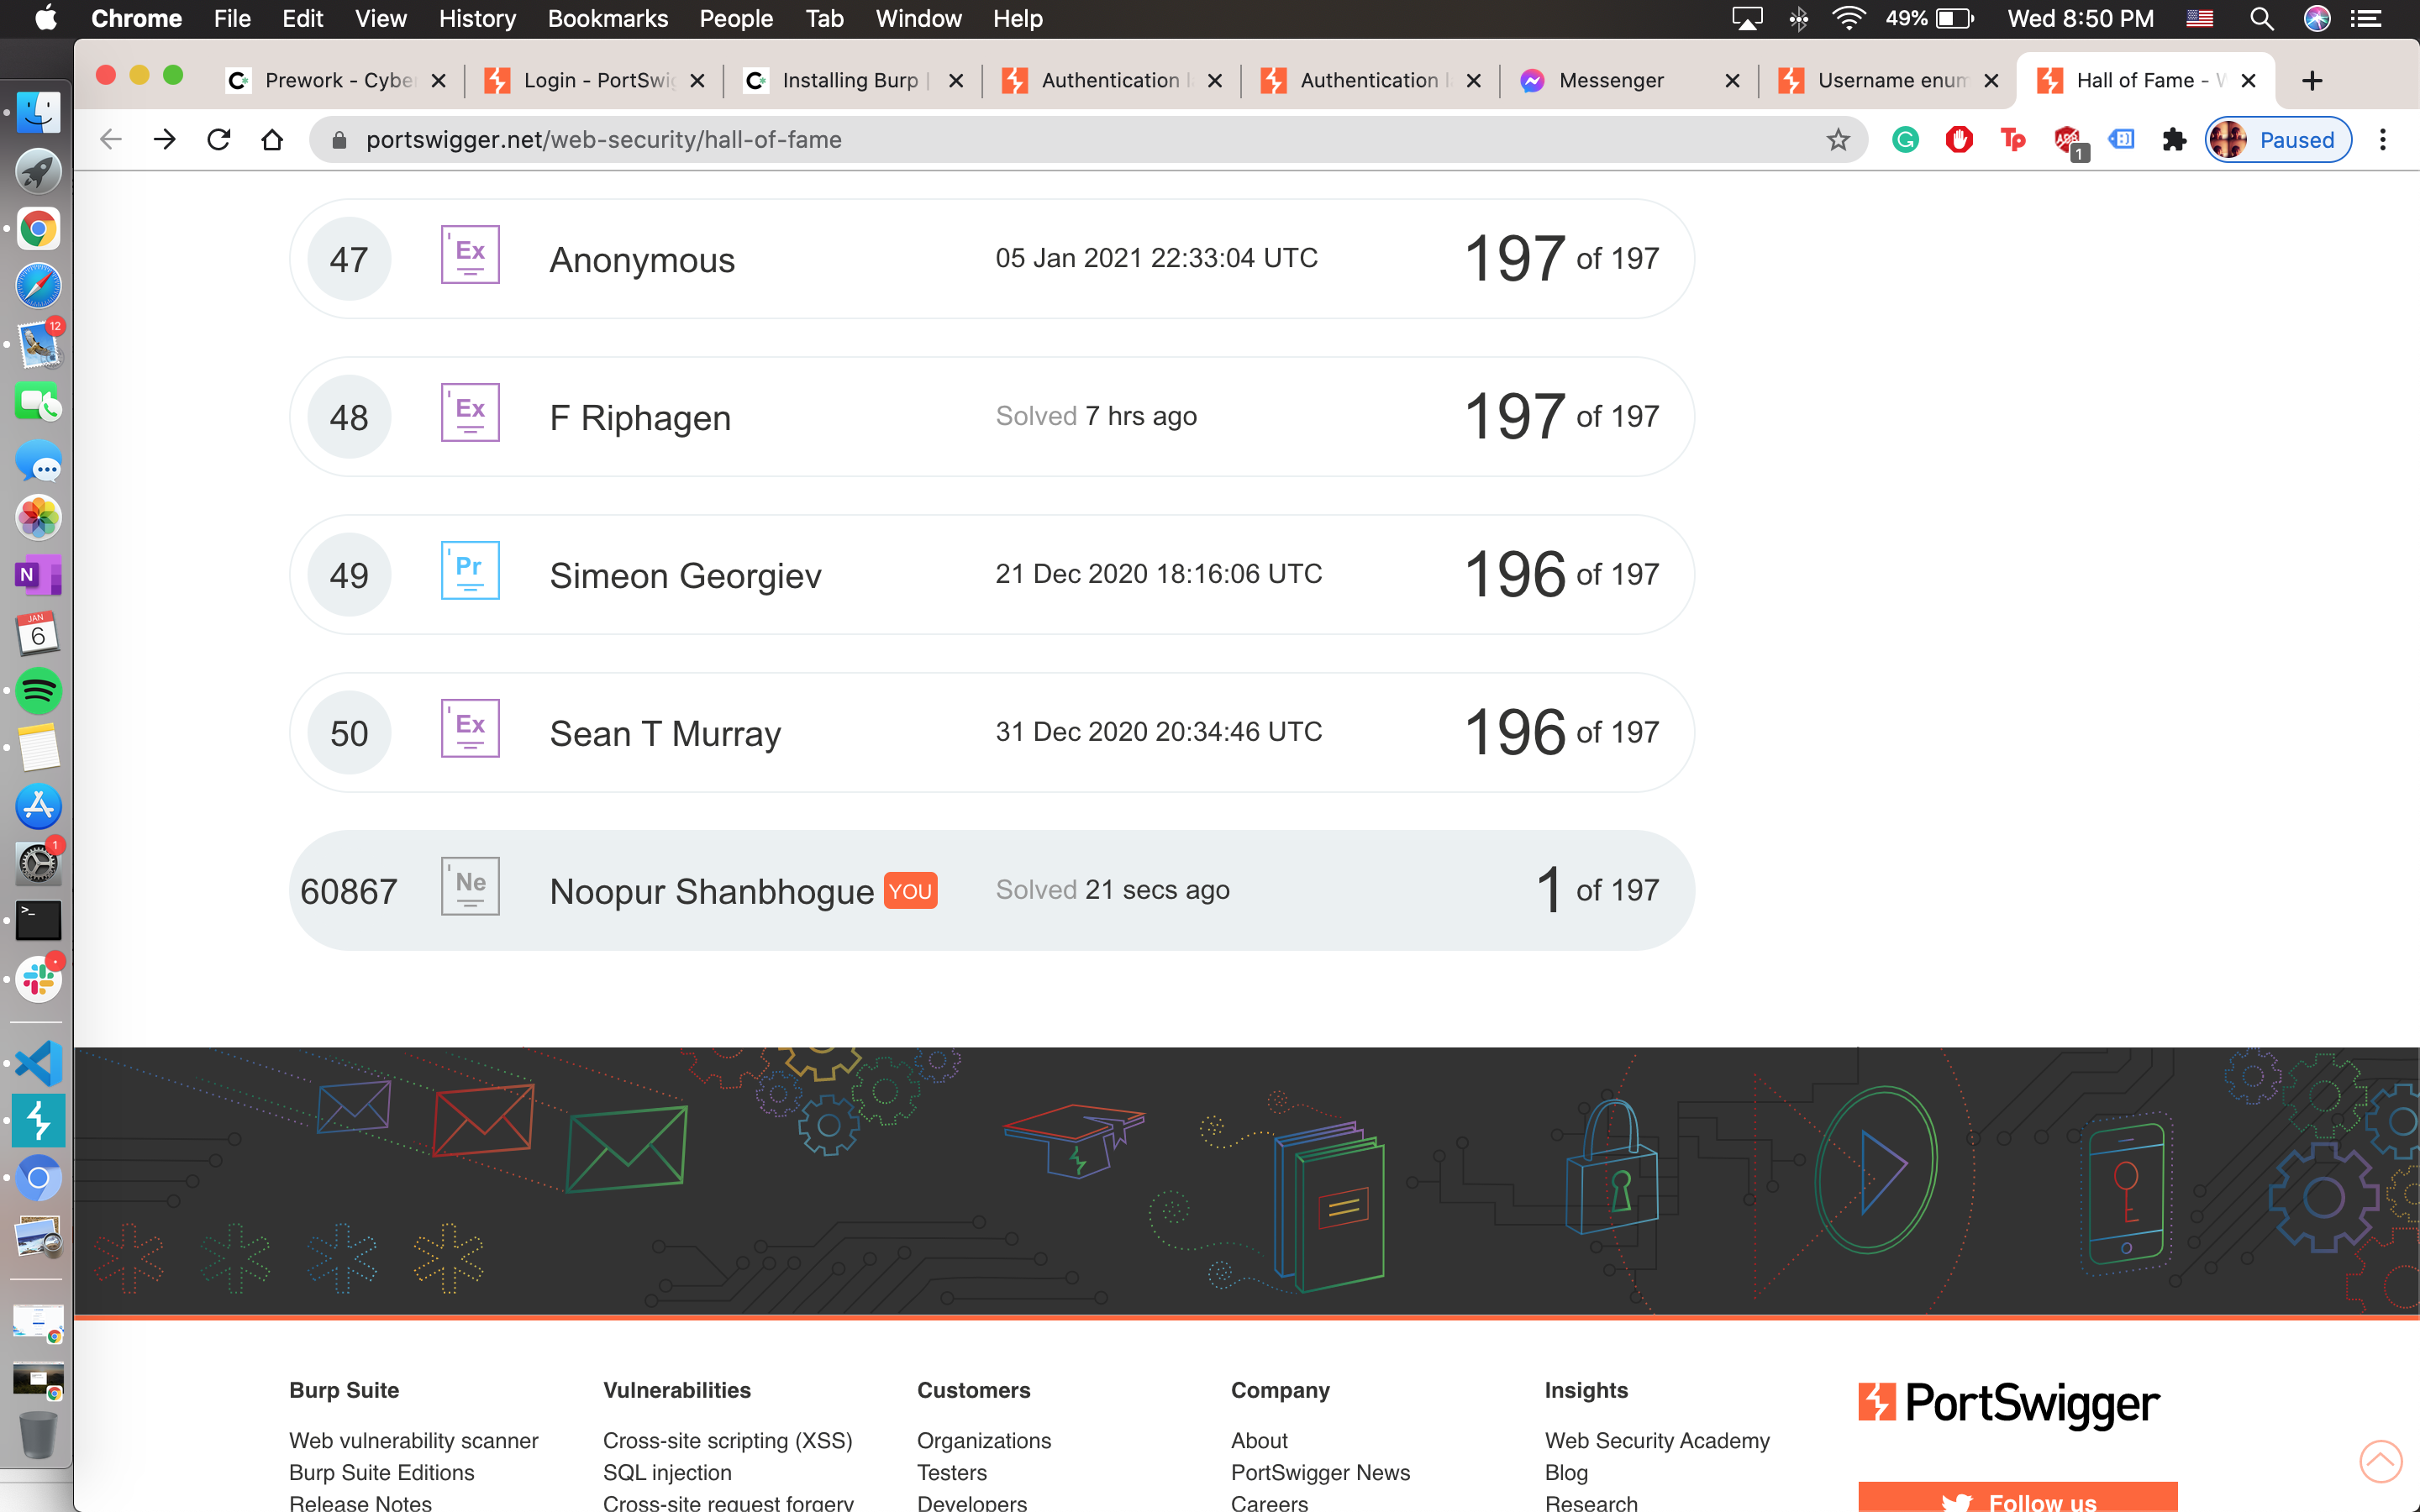 Chrome File Edit View History Bookmarks People Tab Window Help 49% Wed 8:50 PM
Prework - Cyber Login - PortSwig Installing Burp | Authentication l Authentication l Messenger Username enum Hall of Fame - W
portswigger.net/web-security/hall-of-fame 1 Paused
47 Ex Anonymous 05 Jan 2021 22:33:04 UTC 197 of 197
48 Ex F Riphagen Solved 7 hrs ago 197 of 197
49 Pr Simeon Georgiev 21 Dec 2020 18:16:06 UTC 196 of 197
50 Ex Sean T Murray 31 Dec 2020 20:34:46 UTC 196 of 197
60867 Ne Noopur Shanbhogue YOU Solved 21 secs ago 1 of 197
12
N
JAN
6
1
Burp Suite Vulnerabilities Customers Company Insights PortSwigger
Web vulnerability scanner Cross-site scripting (XSS) Organizations About Web Security Academy
Burp Suite Editions SQL injection Testers PortSwigger News Blog
Release Notes Cross-site request forgery Developers Careers Research Follow us